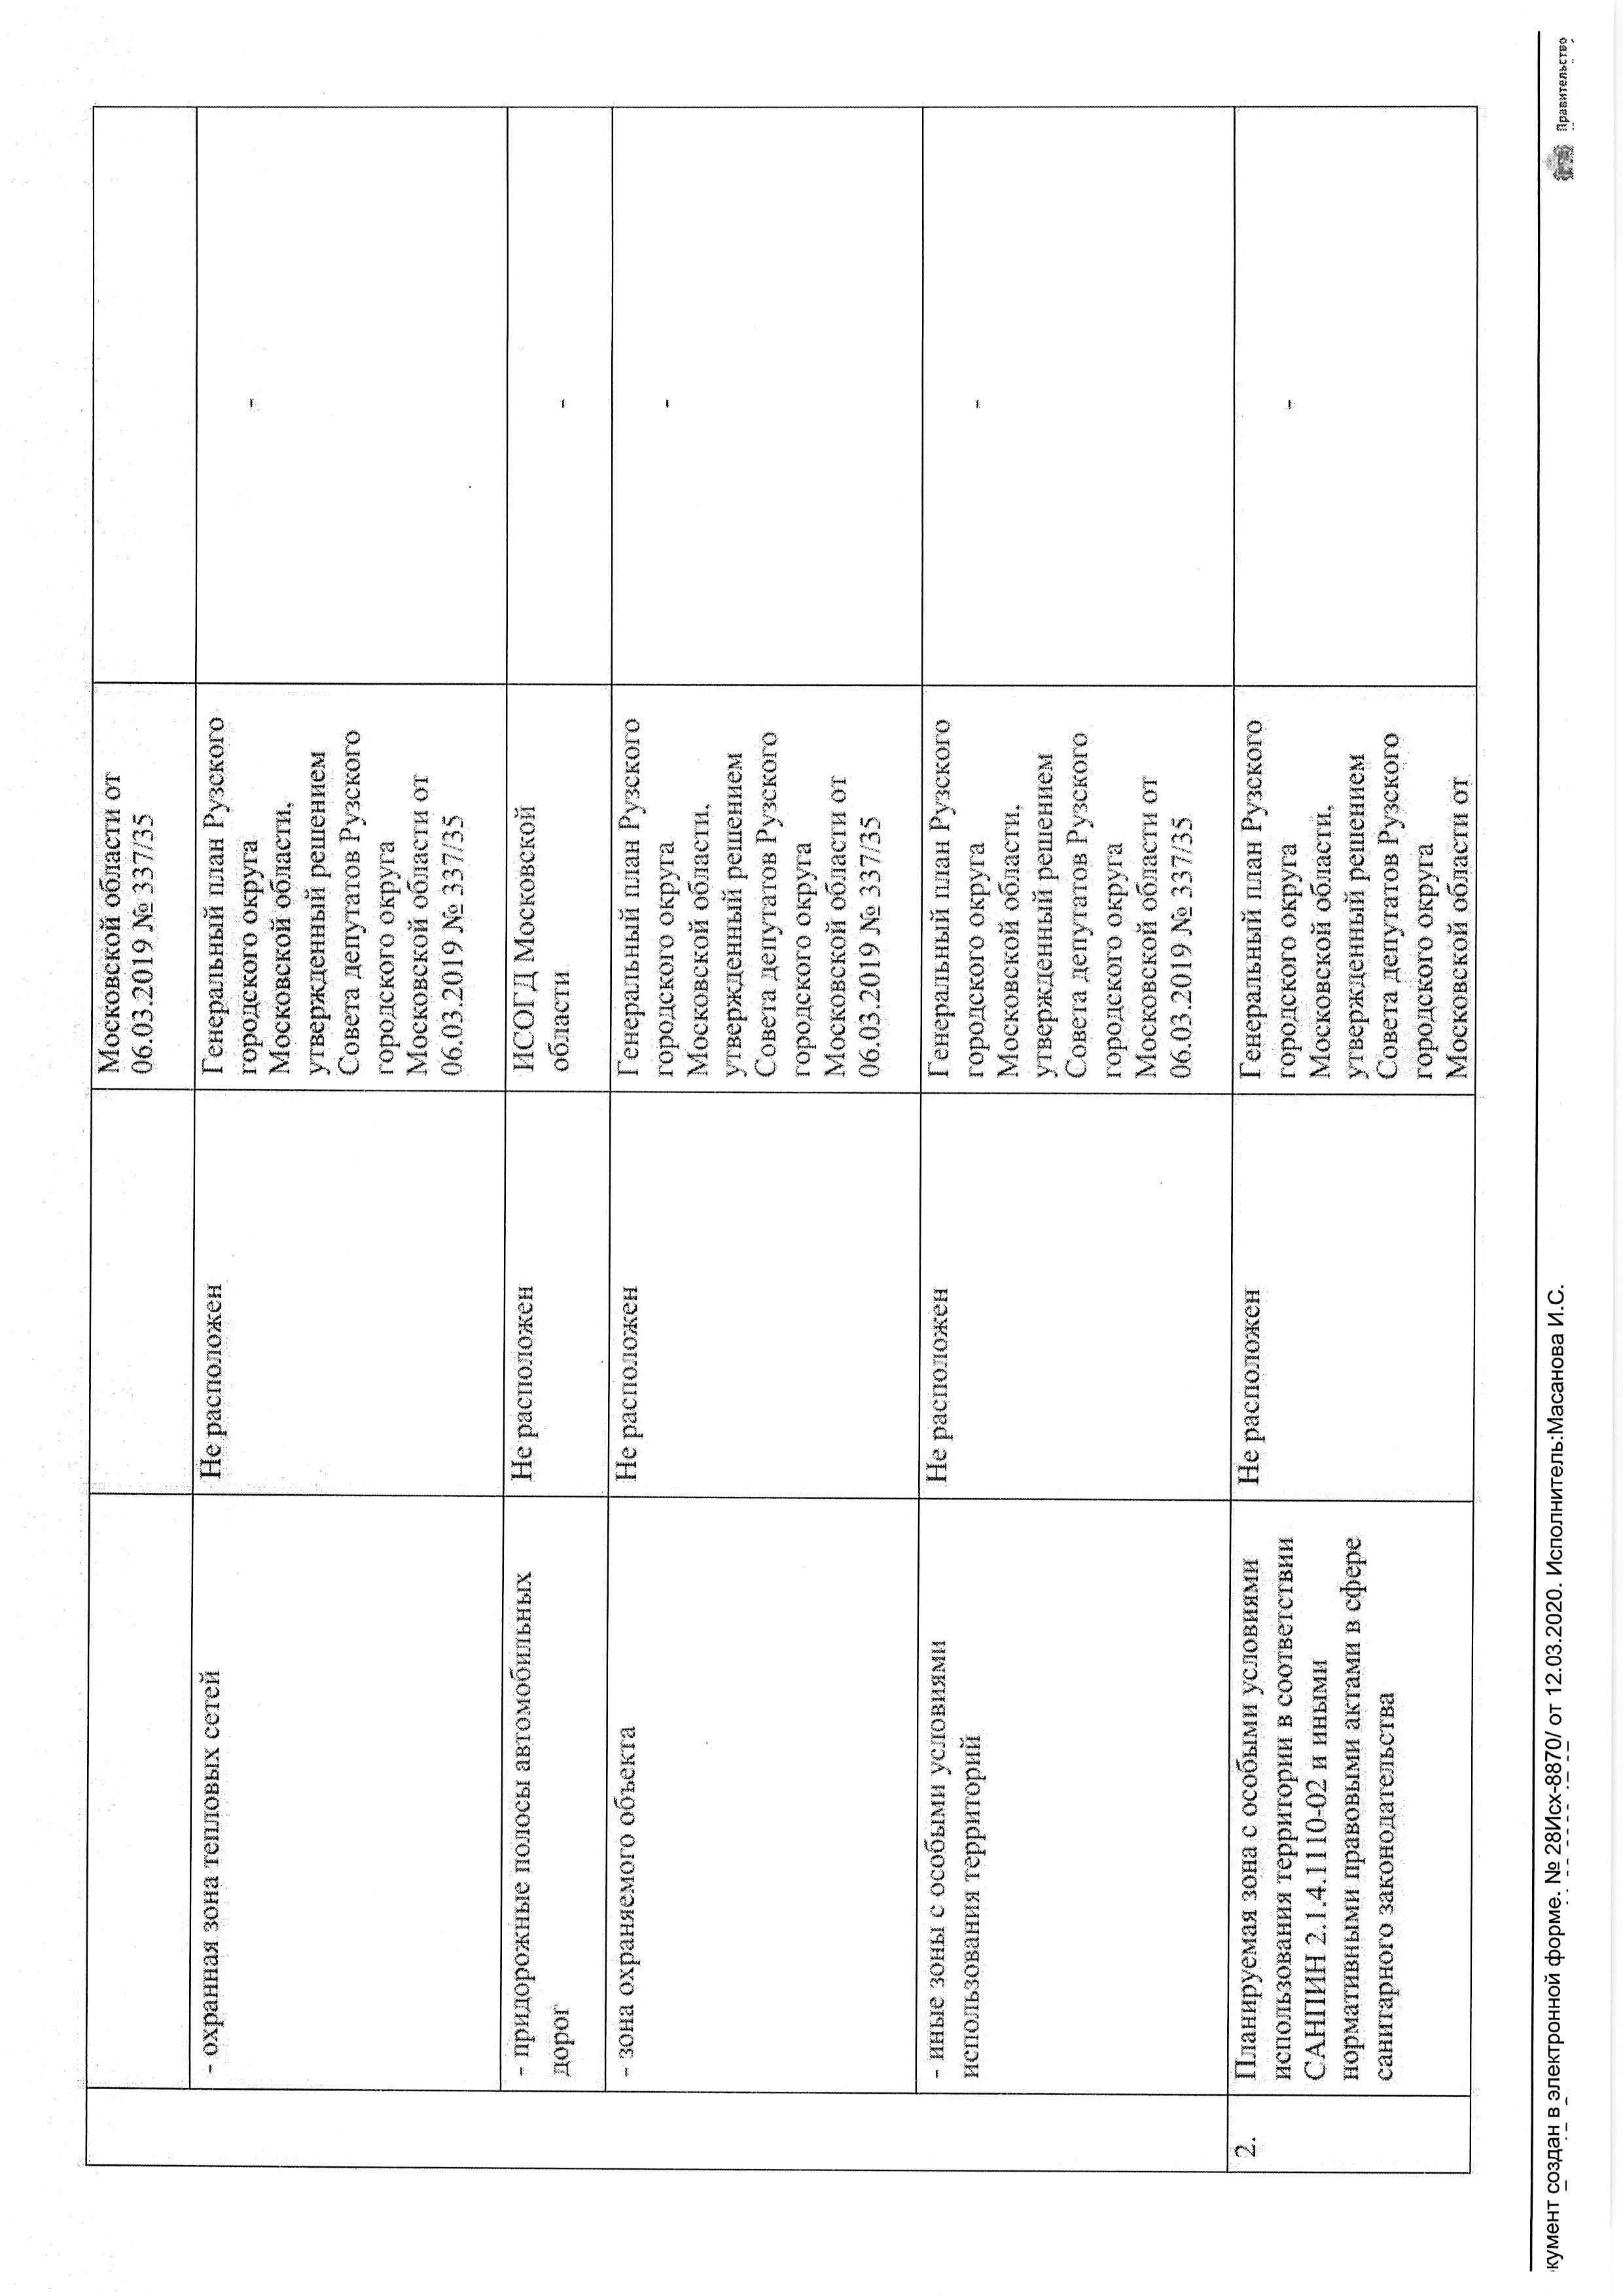 Московской области от
06.03.2019 № 337/35
- охранная зона тепловых сетей
Не расположен
Генеральный план Рузского
городского округа
Московской области,
утвержденный решением
Совета депутатов Рузского
городского округа
Московской области от
06.03.2019 № 337/35
-
- придорожные полосы автомобильных
дорог
Не расположен
ИСОГД Московской
области
-
- зона охраняемого объекта
Не расположен
Генеральный план Рузского
городского округа
Московской области,
утвержденный решением
Совета депутатов Рузского
городского округа
Московской области от
06.03.2019 № 337/35
-
- иные зоны с особыми условиями
использования территорий
Не расположен
Генеральный план Рузского
городского округа
Московской области,
утвержденный решением
Совета депутатов Рузского
городского округа
Московской области от
06.03.2019 № 337/35
-
2.
Планируемая зона с особыми условиями
использования территории в соответствии
САНПИН 2.1.4.1110-02 и иными
нормативными правовыми актами в сфере
санитарного законодательства
Не расположен
Генеральный план Рузского
городского округа
Московской области,
утвержденный решением
Совета депутатов Рузского
городского округа
Московской области от
-
кумент создан в электронной форме. № 28Исх-8870/ от 12.03.2020. Исполнитель:Масанова И.С.
Правительство